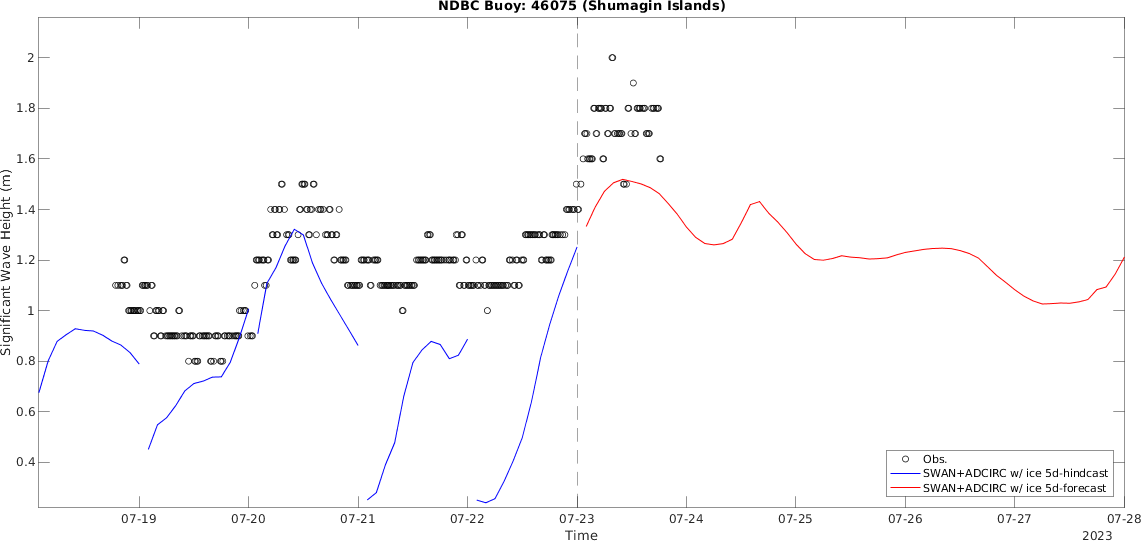 NDBC Buoy: 46075 (Shumagin Islands)
Significant Wave Height (m)
2
1.8
1.6
1.4
1.2
1
0.8
0.6
0.4
Obs.
SWAN+ADCIRC w/ ice 5d-hindcast
SWAN+ADCIRC w/ ice 5d-forecast
07-19 07-20 07-21 07-22 07-23 07-24 07-25 07-26 07-27 07-28
Time
2023